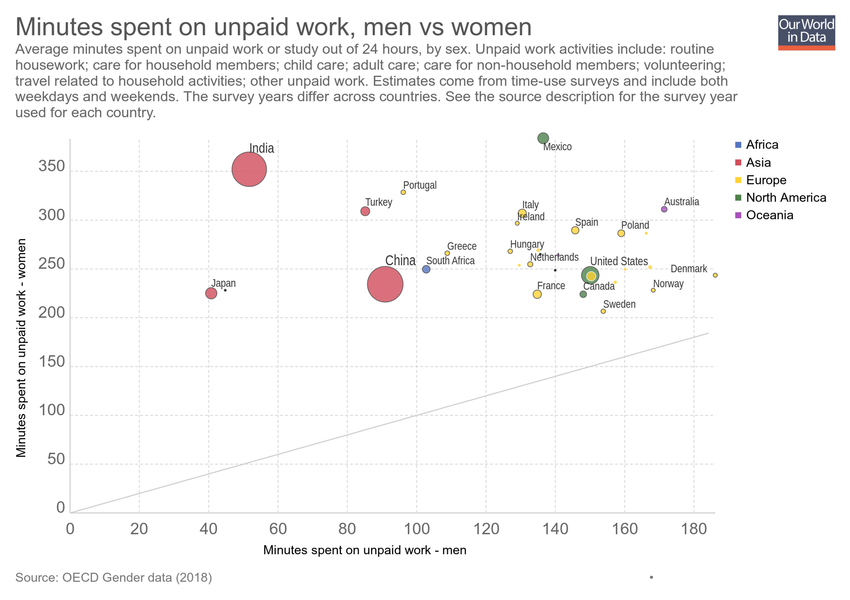 Minutes spent on unpaid work, men vs women
Our World
in Data
Average minutes spent on unpaid work or study out of 24 hours, by sex. Unpaid work activities include: routine
housework; care for household members; child care; adult care; care for non-household members; volunteering;
travel related to household activities; other unpaid work. Estimates come from time-use surveys and include both
weekdays and weekends. The survey years differ across countries. See the source description for the survey year
used for each country.
Minutes spent on unpaid work - women
350
300
250
200
150
100
50
0
India
Mexico
Portugal
Turkey
Italy
Ireland
Australia
Spain
Poland
Greece
Hungary
China
South Africa
Netherlands
United States
Denmark
Japan
France
Canada
Norway
Sweden
Africa
Asia
Europe
North America
Oceania
0
20
40
60
80
100
120
140
160
180
Minutes spent on unpaid work - men
Source: OECD Gender data (2018)